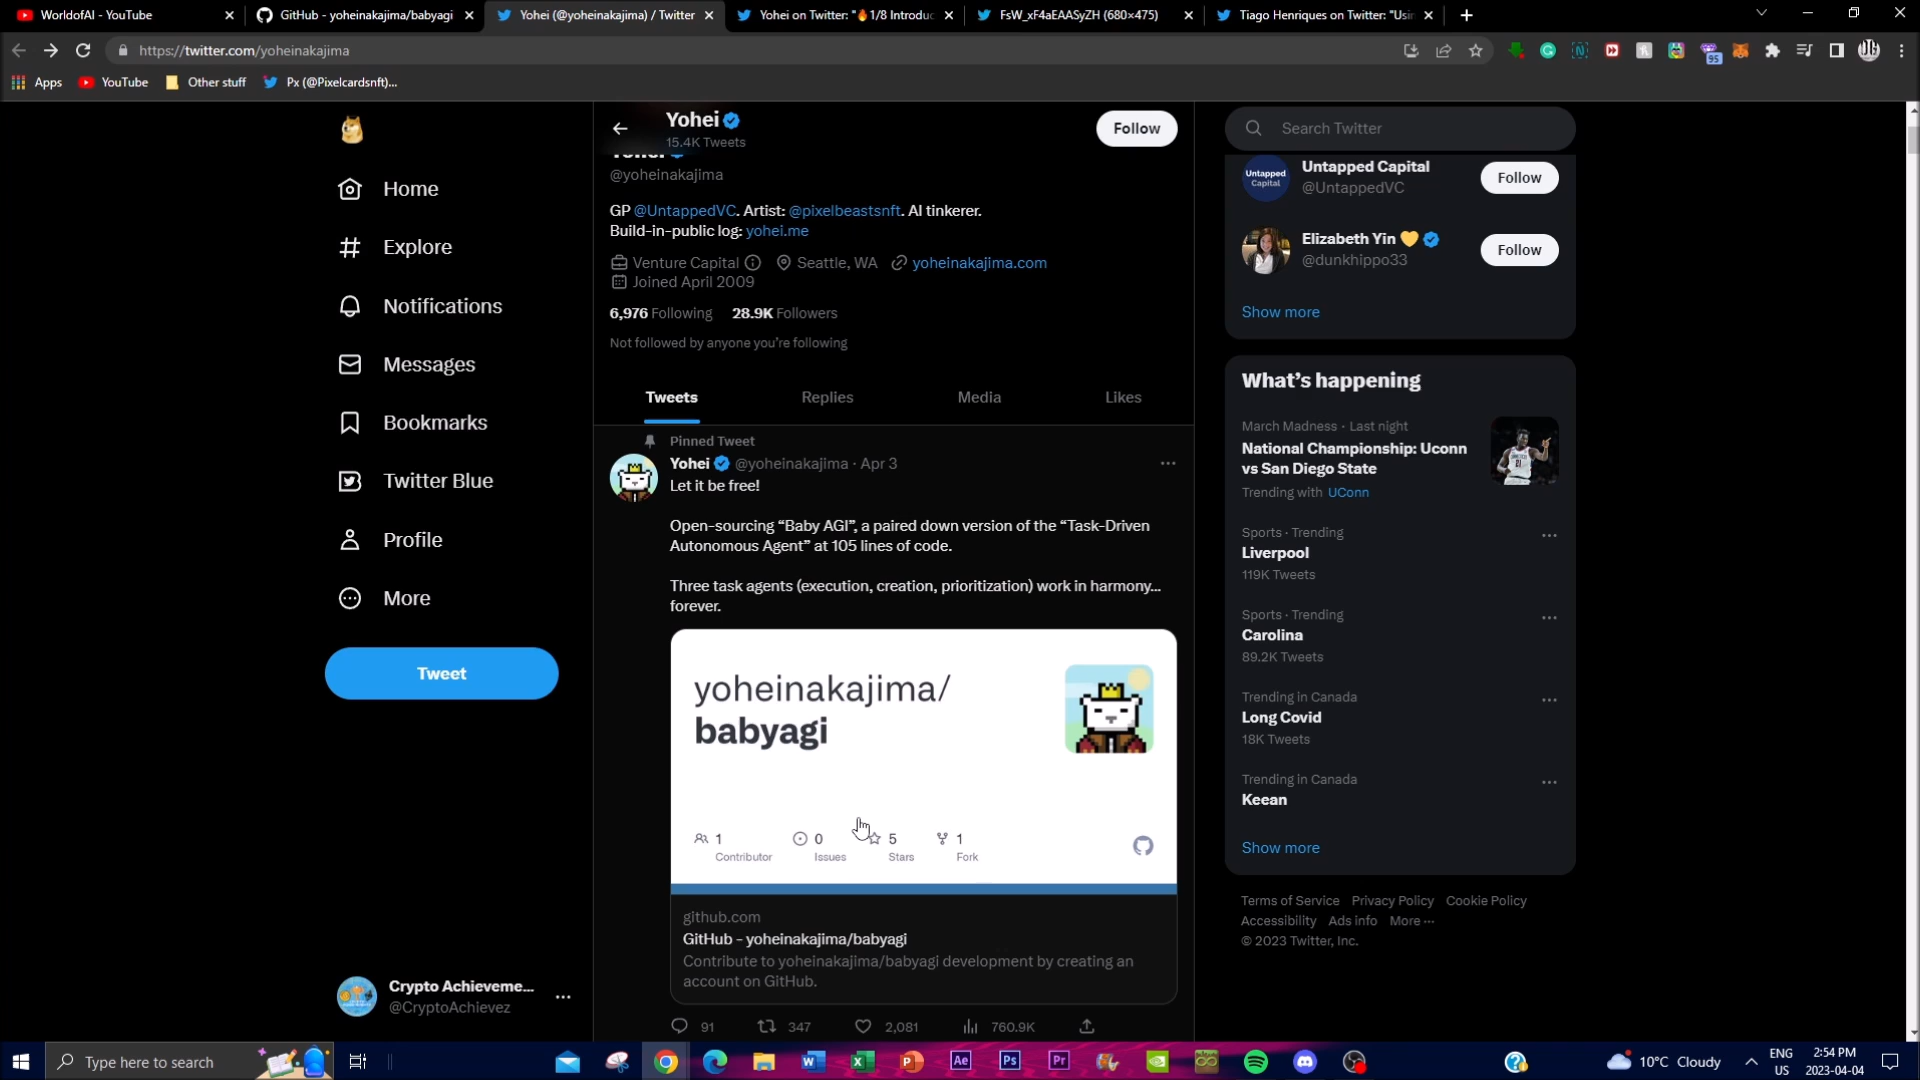 WorldofAI - YouTube
GitHub - yoheinakajima/babyagi
Yohei (@yoheinakajima) / Twitter
Yohei on Twitter: "🔥1/8 Introduc
FsW_xF4aEAASyZH (680×475)
Tiago Henriques on Twitter: "Usin
https://twitter.com/yoheinakajima
95
Apps
YouTube
Other stuff
Px (@Pixelcardsnft)...
Home
Explore
Notifications
Messages
Bookmarks
Twitter Blue
Profile
More
Tweet
Crypto Achieveme...
@CryptoAchievez
Yohei
15.4K Tweets
Follow
@yoheinakajima
GP @UntappedVC. Artist: @pixelbeastsnft. AI tinkerer.
Build-in-public log: yohei.me
Venture Capital
Seattle, WA
yoheinakajima.com
Joined April 2009
6,976 Following 28.9K Followers
Not followed by anyone you're following
Tweets
Replies
Media
Likes
Pinned Tweet
Yohei @yoheinakajima · Apr 3
Let it be free!
Open-sourcing “Baby AGI”, a paired down version of the “Task-Driven
Autonomous Agent” at 105 lines of code.
Three task agents (execution, creation, prioritization) work in harmony...
forever.
yoheinakajima/
babyagi
1
Contributor
0
Issues
5
Stars
1
Fork
github.com
GitHub - yoheinakajima/babyagi
Contribute to yoheinakajima/babyagi development by creating an
account on GitHub.
91
347
2,081
760.9K
Search Twitter
Untapped Capital
Untapped Capital
@UntappedVC
Follow
Elizabeth Yin 💛
@dunkhippo33
Follow
Show more
What's happening
March Madness · Last night
National Championship: Uconn
vs San Diego State
Trending with UConn
Sports · Trending
Liverpool
119K Tweets
Sports · Trending
Carolina
89.2K Tweets
Trending in Canada
Long Covid
18K Tweets
Trending in Canada
Keean
Show more
Terms of Service Privacy Policy Cookie Policy
Accessibility Ads info More ···
© 2023 Twitter, Inc.
Type here to search
10°C Cloudy
ENG
US
2:54 PM
2023-04-04